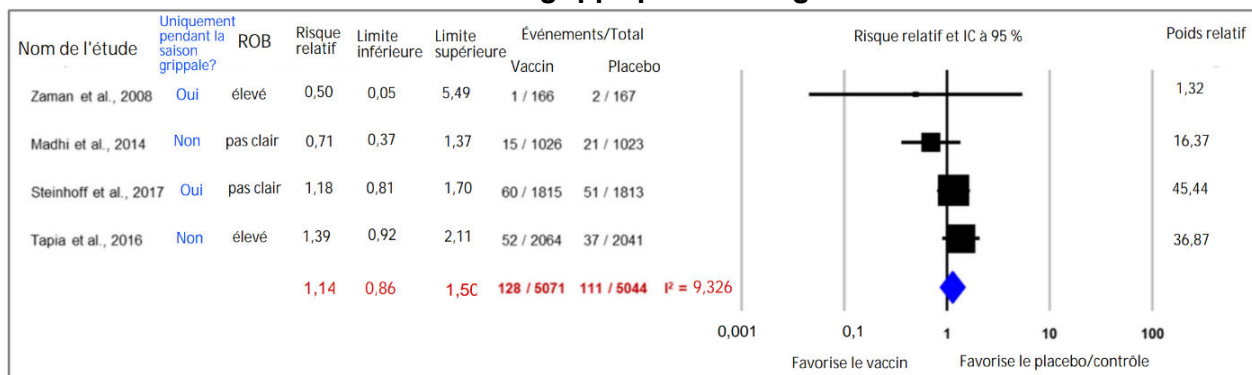 Nom de l'étude Uniquement pendant la saison grippale? ROB Risque relatif Limite inférieure Limite supérieure Événements/Total Vaccin Placebo Risque relatif et IC à 95 % Poids relatif
Zaman et al., 2008 Oui élevé 0,50 0,05 5,49 1 / 166 2 / 167 1,32
Madhi et al., 2014 Non pas clair 0,71 0,37 1,37 15 / 1026 21 / 1023 16,37
Steinhoff et al., 2017 Oui pas clair 1,18 0,81 1,70 60 / 1815 51 / 1813 45,44
Tapia et al., 2016 Non élevé 1,39 0,92 2,11 52 / 2064 37 / 2041 36,87
1,14 0,86 1,50 128 / 5071 111 / 5044 I² = 9,326
0,001 0,1 1 10 100
Favorise le vaccin Favorise le placebo/contrôle